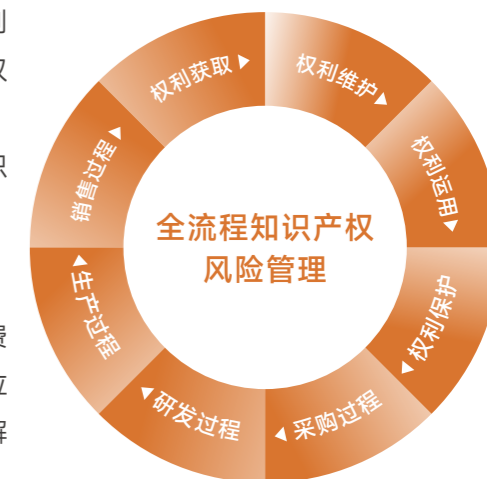 权利获取
权利维护
权利运用
权利保护
采购过程
研发过程
生产过程
销售过程
全流程知识产权
风险管理